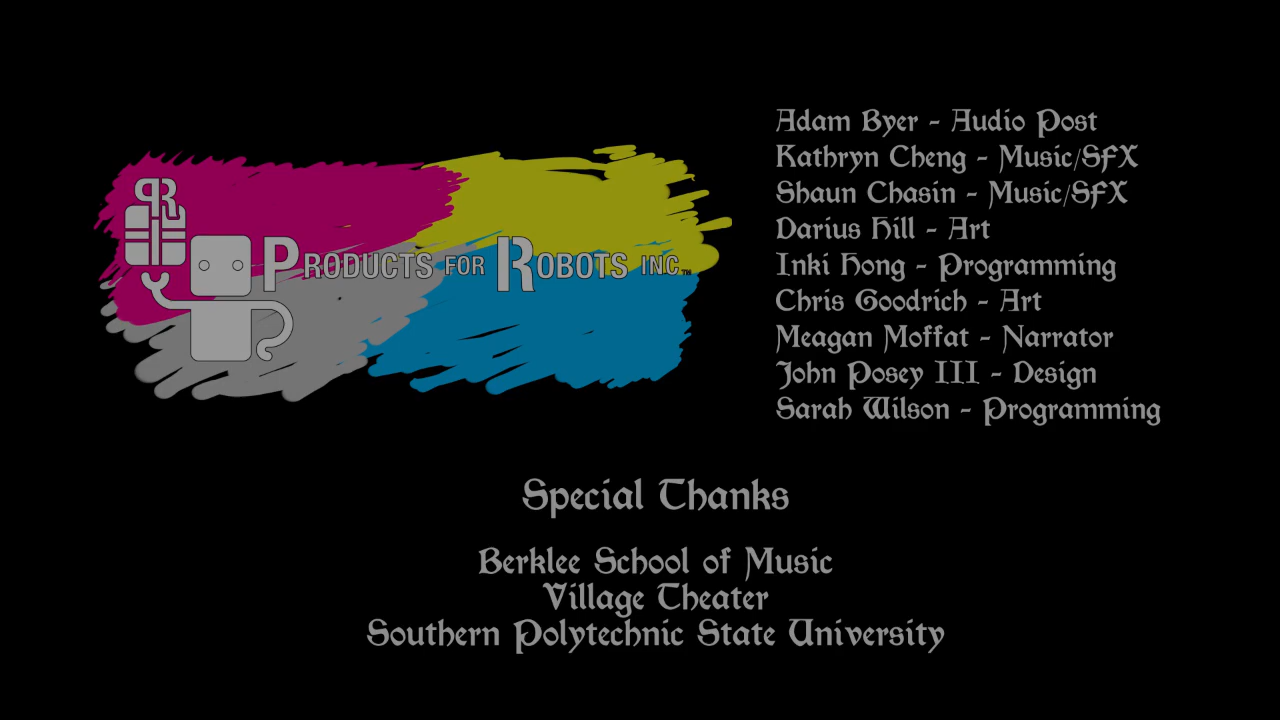 PR
PRODUCTS FOR ROBOTS INC.™
Adam Byer - Audio Post
Kathryn Cheng - Music/SFX
Shaun Chasin - Music/SFX
Darius Hill - Art
Inki Hong - Programming
Chris Goodrich - Art
Meagan Moffat - Narrator
John Posey III - Design
Sarah Wilson - Programming
Special Thanks
Berklee School of Music
Village Theater
Southern Polytechnic State University